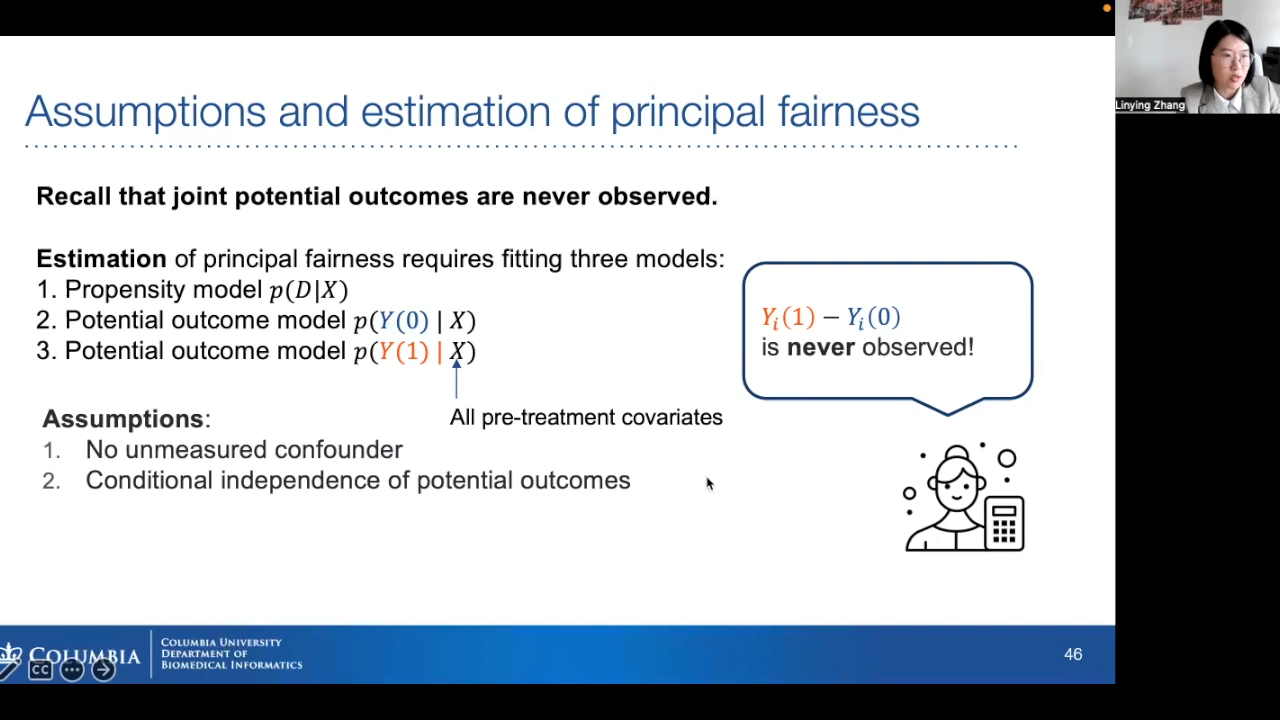 Assumptions and estimation of principal fairness
Linying Zhang
Recall that joint potential outcomes are never observed.
Estimation of principal fairness requires fitting three models:
1. Propensity model p(D|X)
2. Potential outcome model p(Y(0) | X)
3. Potential outcome model p(Y(1) | X)
All pre-treatment covariates
Y_i(1) − Y_i(0)
is never observed!
Assumptions:
1. No unmeasured confounder
2. Conditional independence of potential outcomes
COLUMBIA
COLUMBIA UNIVERSITY
DEPARTMENT OF
BIOMEDICAL INFORMATICS
CC
46